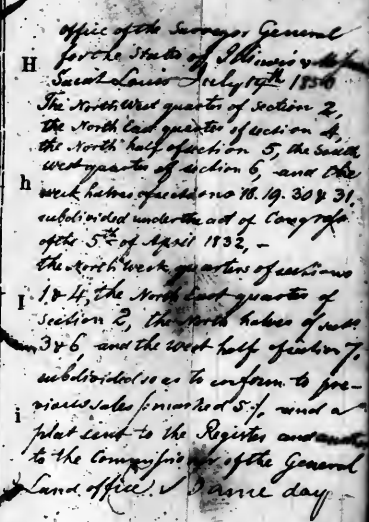 office of the Surveyor General
for the States of Illinois &
H
Saint Louis July 17th 1850
The North west quarter of section 2,
the North East quarter of section 4,
the North half of section 5, the South
west quarter of section 6, and the
h
west halves of sections 18. 19. 30 & 31
subdivided under the act of Congress
of the 5th of April 1832, –
the North West quarters of sections
I
1 & 4, the North East quarter of
section 2, the North halves of secs
3 & 6 and the west half of section 7,
subdivided so as to conform to pre-
vious sales (marked 5), and a
i
plat sent to the Register and another
to the Commissioner of the General
Land office. Same day